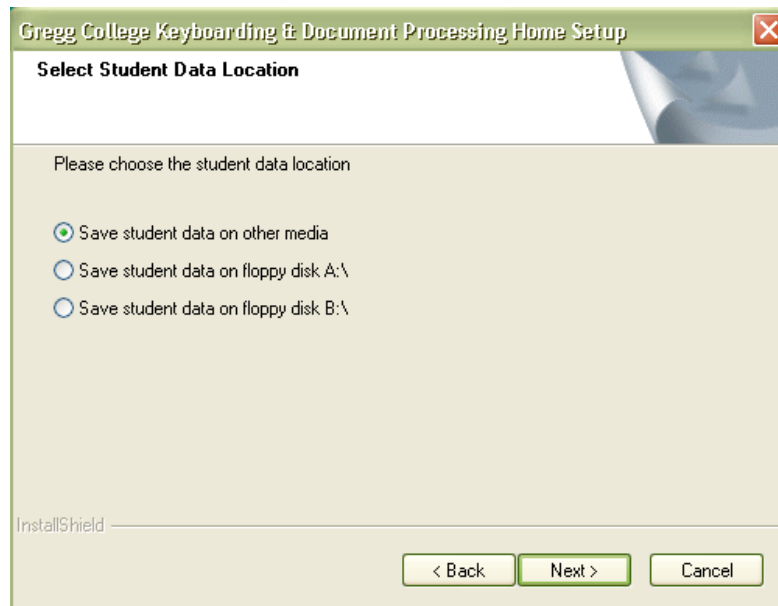 Gregg College Keyboarding & Document Processing Home Setup
Select Student Data Location
Please choose the student data location
Save student data on other media
Save student data on floppy disk A:\
Save student data on floppy disk B:\
InstallShield
< Back Next > Cancel